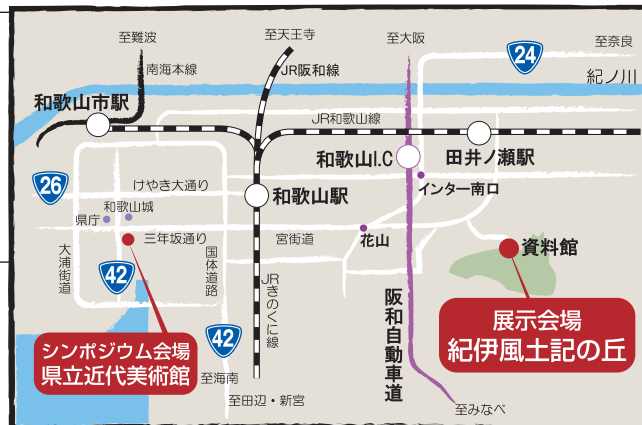 至難波
至天王寺
至大阪
至奈良
24
南海本線
JR阪和線
紀ノ川
和歌山市駅
JR和歌山線
和歌山I.C
田井ノ瀬駅
26
けやき大通り
和歌山駅
インター南口
和歌山城
県庁
三年坂通り
宮街道
花山
資料館
大浦街道
42
国体道路
JRきのくに線
阪和自動車道
展示会場
紀伊風土記の丘
シンポジウム会場
県立近代美術館
42
至海南
至田辺・新宮
至みなべ